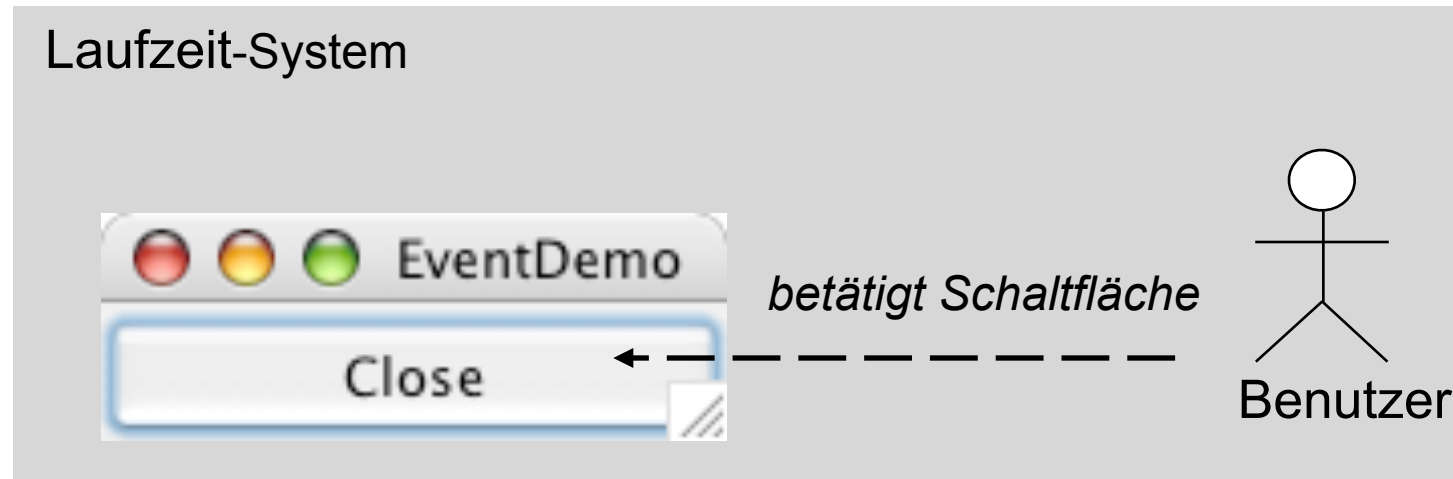 Laufzeit-System
EventDemo
betätigt Schaltfläche
Close
Benutzer